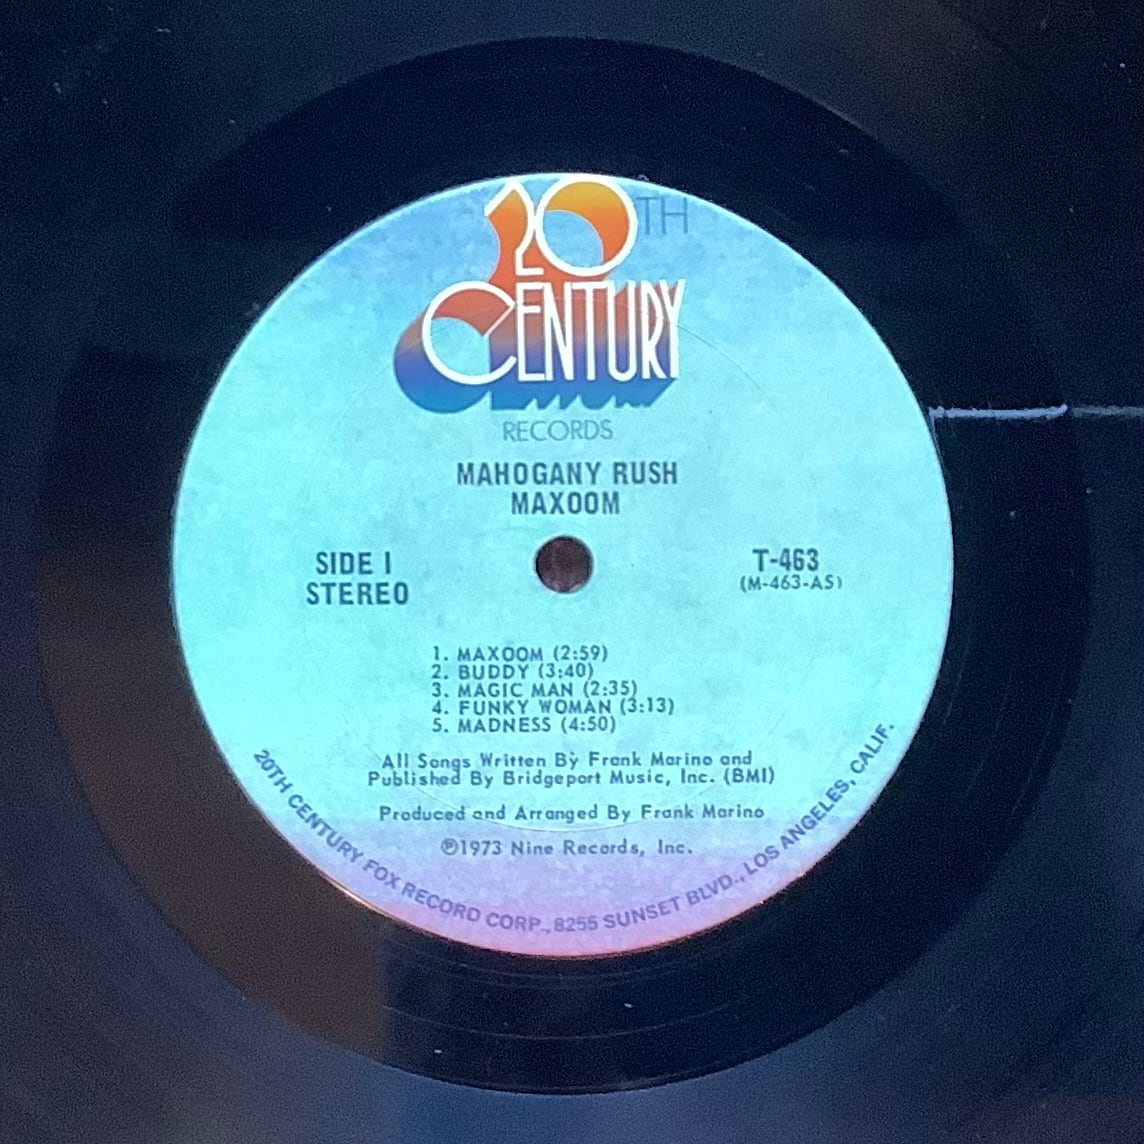 20TH
CENTURY
RECORDS
MAHOGANY RUSH
MAXOOM
SIDE 1
STEREO
T-463
(M-463-AS)
1. MAXOOM (2:59)
2. BUDDY (3:40)
3. MAGIC MAN (2:35)
4. FUNKY WOMAN (3:13)
5. MADNESS (4:50)
All Songs Written By Frank Marino and
Published By Bridgeport Music, Inc. (BMI)
Produced and Arranged By Frank Marino
℗1973 Nine Records, Inc.
20TH CENTURY FOX RECORD CORP., 8255 SUNSET BLVD., LOS ANGELES, CALIF.